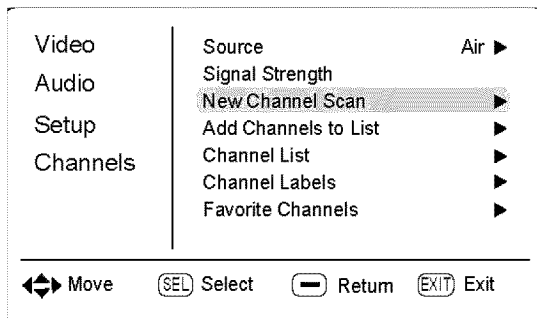 Video
Audio
Setup
Channels
Source Air
Signal Strength
New Channel Scan
Add Channels to List
Channel List
Channel Labels
Favorite Channels
Move SEL Select Return EXIT Exit